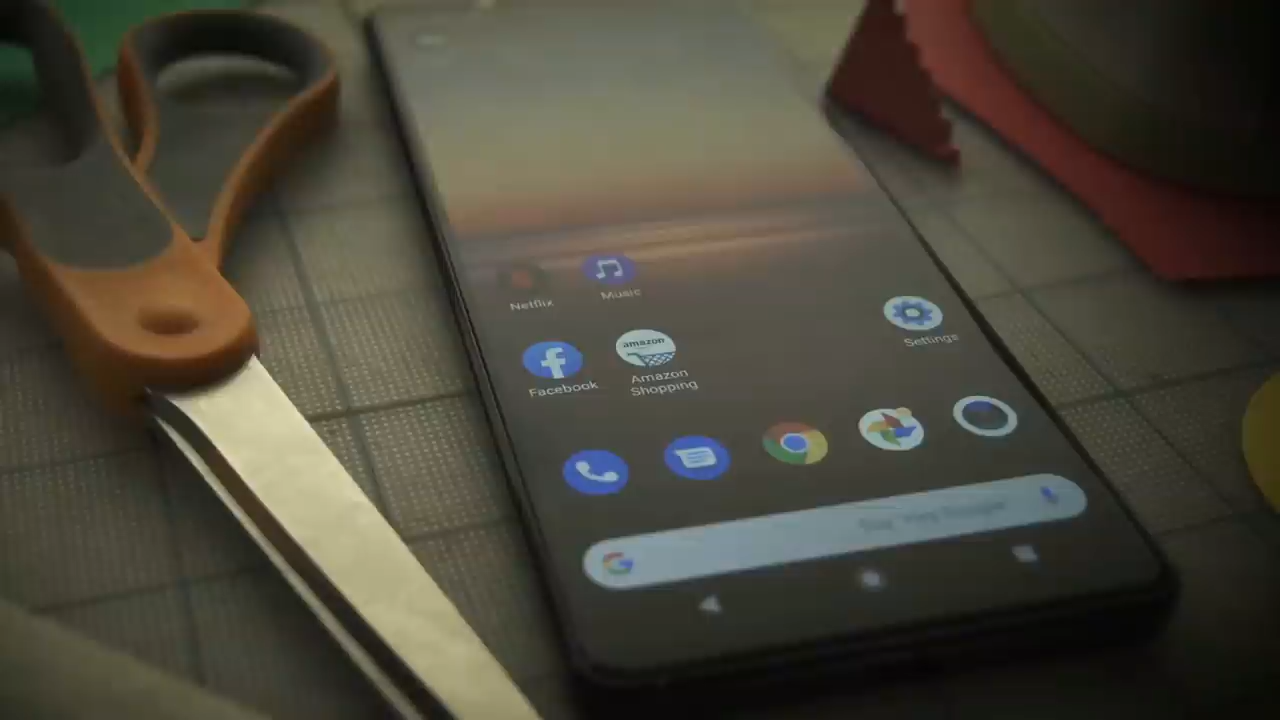 Netflix
Music
Settings
amazon
Facebook
Amazon
Shopping
G